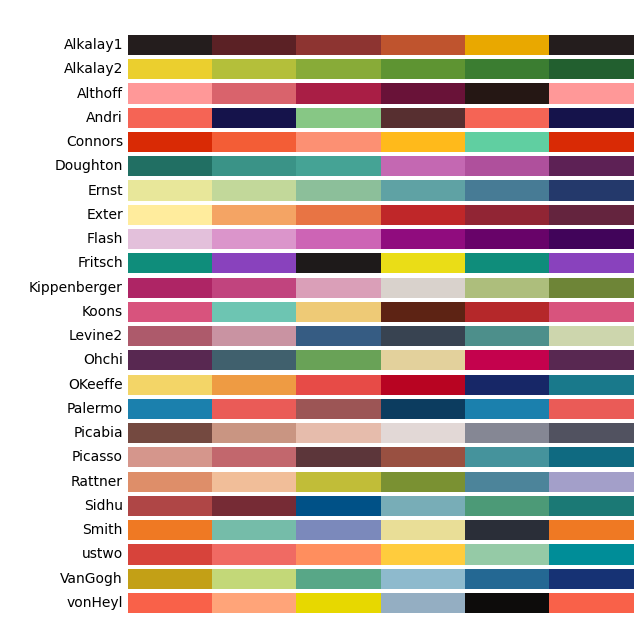 Alkalay1
Alkalay2
Althoff
Andri
Connors
Doughton
Ernst
Exter
Flash
Fritsch
Kippenberger
Koons
Levine2
Ohchi
OKeeffe
Palermo
Picabia
Picasso
Rattner
Sidhu
Smith
ustwo
VanGogh
vonHeyl